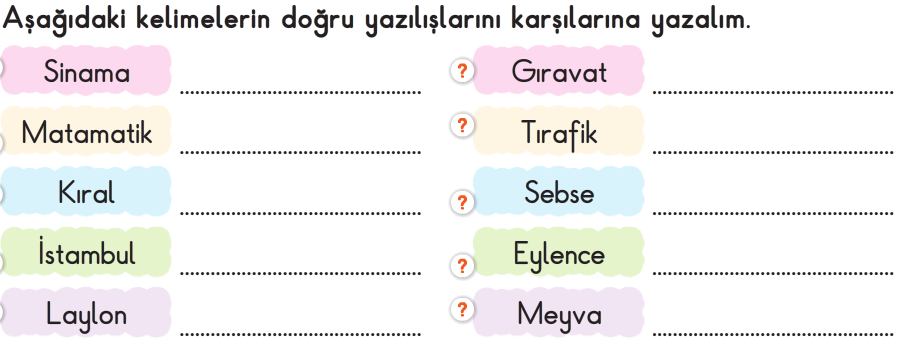 Aşağıdaki kelimelerin doğru yazılışlarını karşılarına yazalım.
Sinama ........................................ ? Gıravat ........................................
Matamatik ........................................ ? Tırafik ........................................
Kıral ........................................ ? Sebse ........................................
İstambul ........................................ ? Eylence ........................................
Laylon ........................................ ? Meyva ........................................